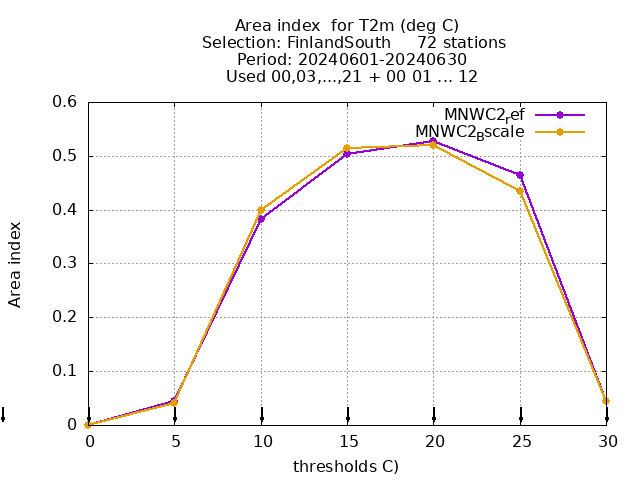 Area index  for T2m (deg C)
Selection: FinlandSouth     72 stations
Period: 20240601-20240630
Used 00,03,...,21 + 00 01 ... 12
MNWC2ref
MNWC2Bscale
Area index
0.6
0.5
0.4
0.3
0.2
0.1
0
0 5 10 15 20 25 30
thresholds C)